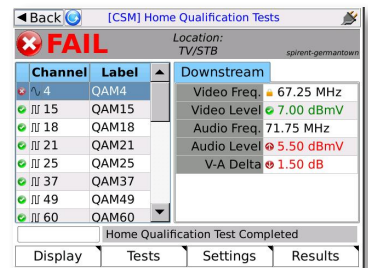 Back [CSM] Home Qualification Tests
FAIL
Location:
TV/STB
spirent-germantown
Channel Label
4 QAM4
15 QAM15
18 QAM18
21 QAM21
25 QAM25
37 QAM37
49 QAM49
60 QAM60
Downstream
Video Freq. 67.25 MHz
Video Level 7.00 dBmV
Audio Freq. 71.75 MHz
Audio Level 5.50 dBmV
V-A Delta 1.50 dB
Home Qualification Test Completed
Display Tests Settings Results